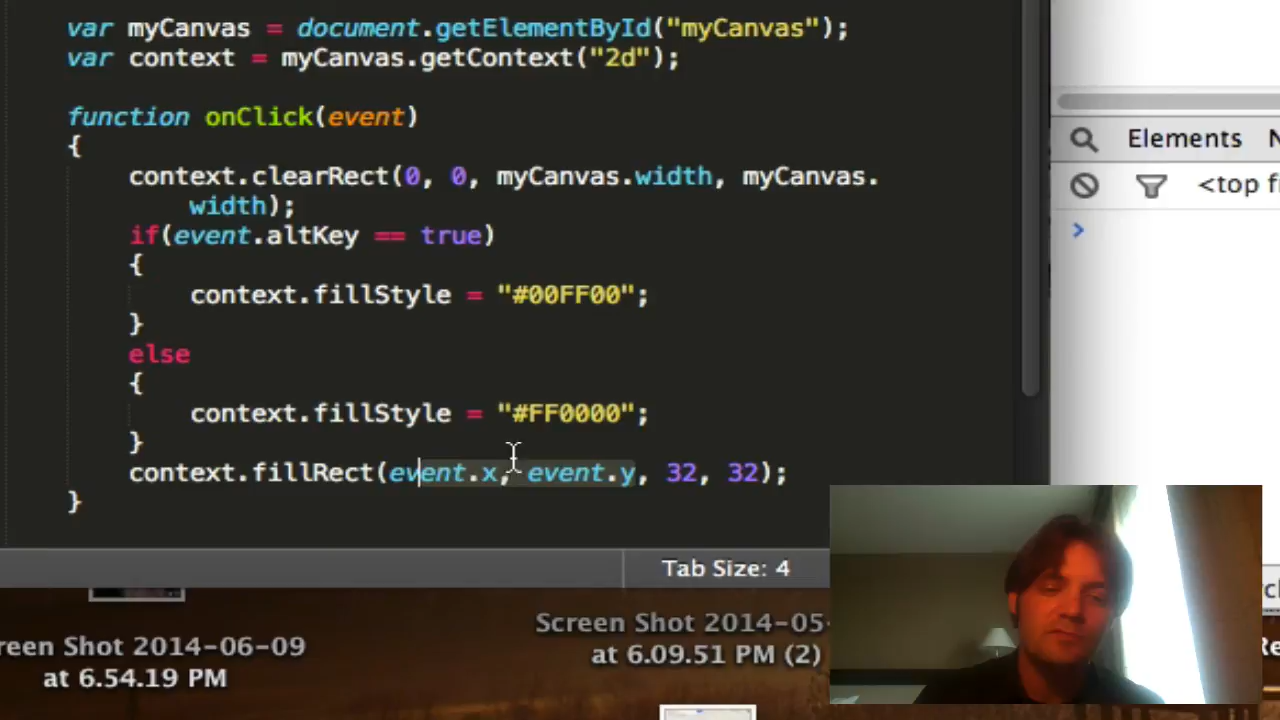 var myCanvas = document.getElementById("myCanvas");
var context = myCanvas.getContext("2d");
function onClick(event)
{
context.clearRect(0, 0, myCanvas.width, myCanvas.
width);
if(event.altKey == true)
{
context.fillStyle = "#00FF00";
}
else
{
context.fillStyle = "#FF0000";
}
context.fillRect(event.x, event.y, 32, 32);
}
Tab Size: 4
Elements N
<top f
>
reen Shot 2014-06-09
at 6.54.19 PM
Screen Shot 2014-05-
at 6.09.51 PM (2)
Re